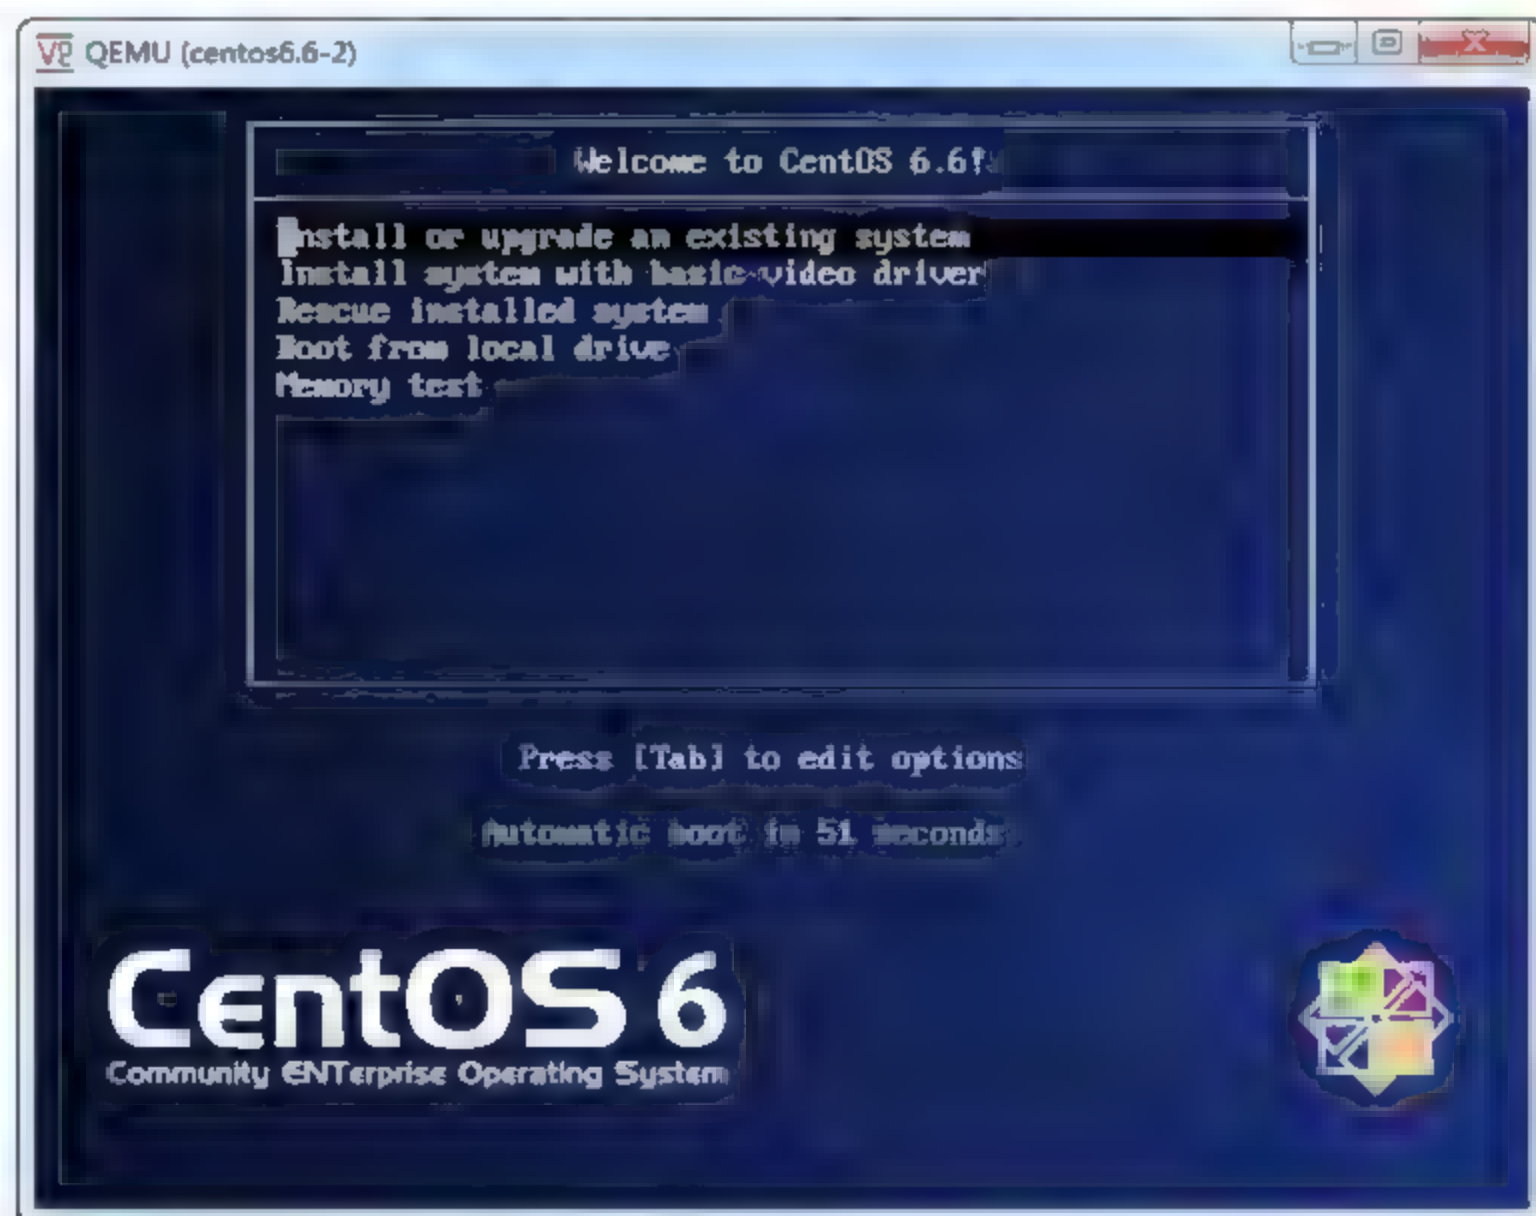 VP QEMU (centos6.6-2)
Welcome to CentOS 6.6!
Install or upgrade an existing system
Install system with basic video driver
Rescue installed system
Boot from local drive
Memory test
Press [Tab] to edit options
Automatic boot in 51 seconds
CentOS 6
Community ENTerprise Operating System